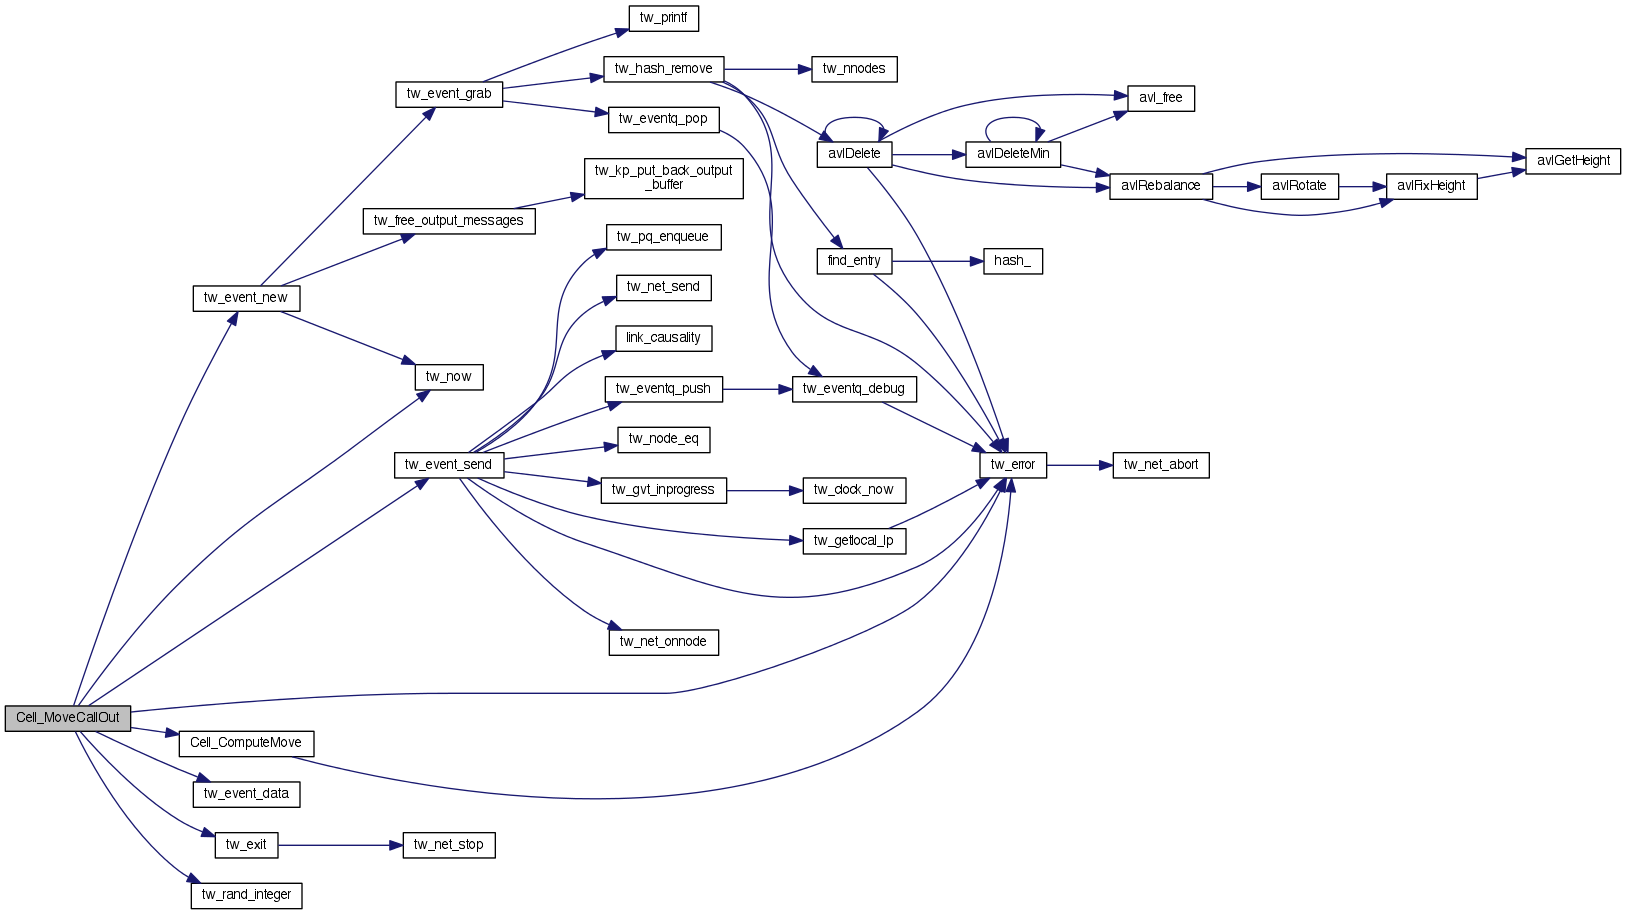 tw_printf
tw_hash_remove
tw_nnodes
tw_event_grab
avl_free
tw_eventq_pop
avlDelete
avlDeleteMin
avlGetHeight
tw_kp_put_back_output
_buffer
avlRebalance
avlRotate
avlFixHeight
tw_free_output_messages
tw_pq_enqueue
find_entry
hash_
tw_event_new
tw_net_send
link_causality
tw_now
tw_eventq_push
tw_eventq_debug
tw_node_eq
tw_event_send
tw_error
tw_net_abort
tw_gvt_inprogress
tw_clock_now
tw_getlocal_lp
tw_net_onnode
Cell_MoveCallOut
Cell_ComputeMove
tw_event_data
tw_exit
tw_net_stop
tw_rand_integer